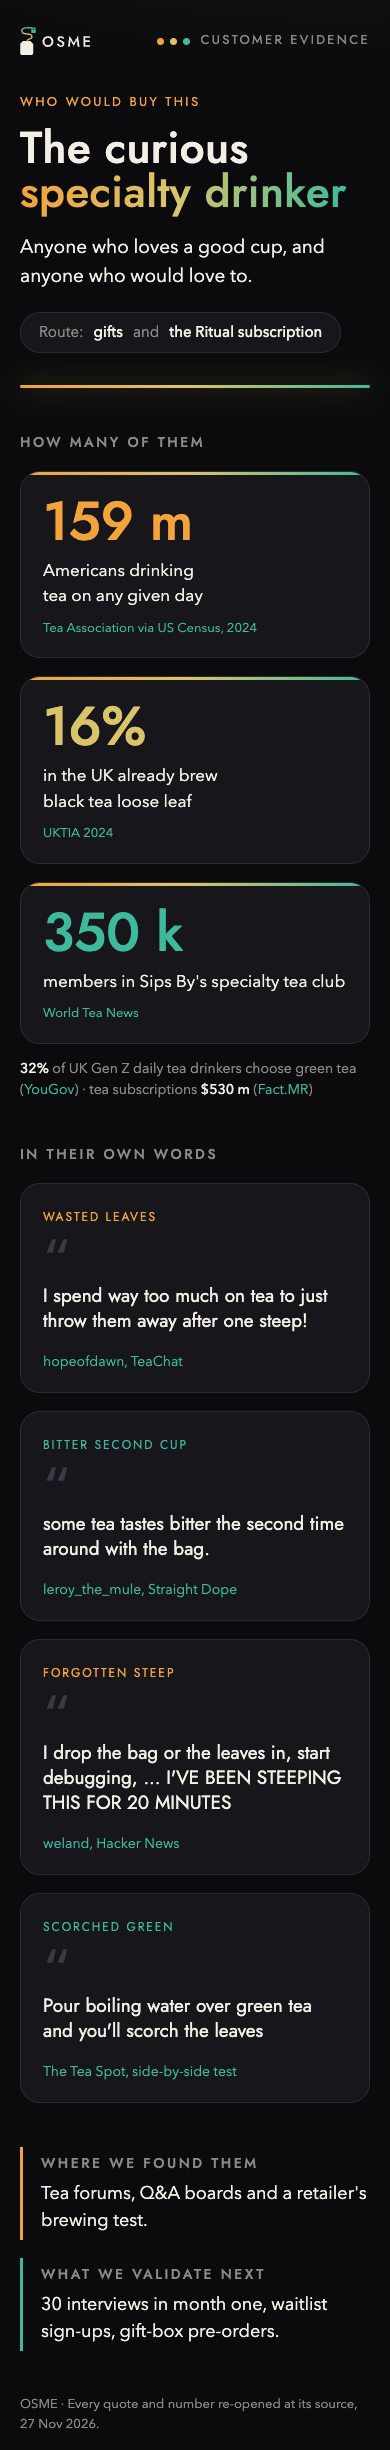 OSME
CUSTOMER EVIDENCE
WHO WOULD BUY THIS
The curious
specialty drinker
Anyone who loves a good cup, and
anyone who would love to.
Route: gifts and the Ritual subscription
HOW MANY OF THEM
159 m
Americans drinking
tea on any given day
Tea Association via US Census, 2024
16%
in the UK already brew
black tea loose leaf
UKTIA 2024
350 k
members in Sips By's specialty tea club
World Tea News
32% of UK Gen Z daily tea drinkers choose green tea
(YouGov) · tea subscriptions $530 m (Fact.MR)
IN THEIR OWN WORDS
WASTED LEAVES
“
I spend way too much on tea to just
throw them away after one steep!
hopeofdawn, TeaChat
BITTER SECOND CUP
“
some tea tastes bitter the second time
around with the bag.
leroy_the_mule, Straight Dope
FORGOTTEN STEEP
“
I drop the bag or the leaves in, start
debugging, ... I'VE BEEN STEEPING
THIS FOR 20 MINUTES
weland, Hacker News
SCORCHED GREEN
“
Pour boiling water over green tea
and you'll scorch the leaves
The Tea Spot, side-by-side test
WHERE WE FOUND THEM
Tea forums, Q&A boards and a retailer's
brewing test.
WHAT WE VALIDATE NEXT
30 interviews in month one, waitlist
sign-ups, gift-box pre-orders.
OSME · Every quote and number re-opened at its source,
27 Nov 2026.